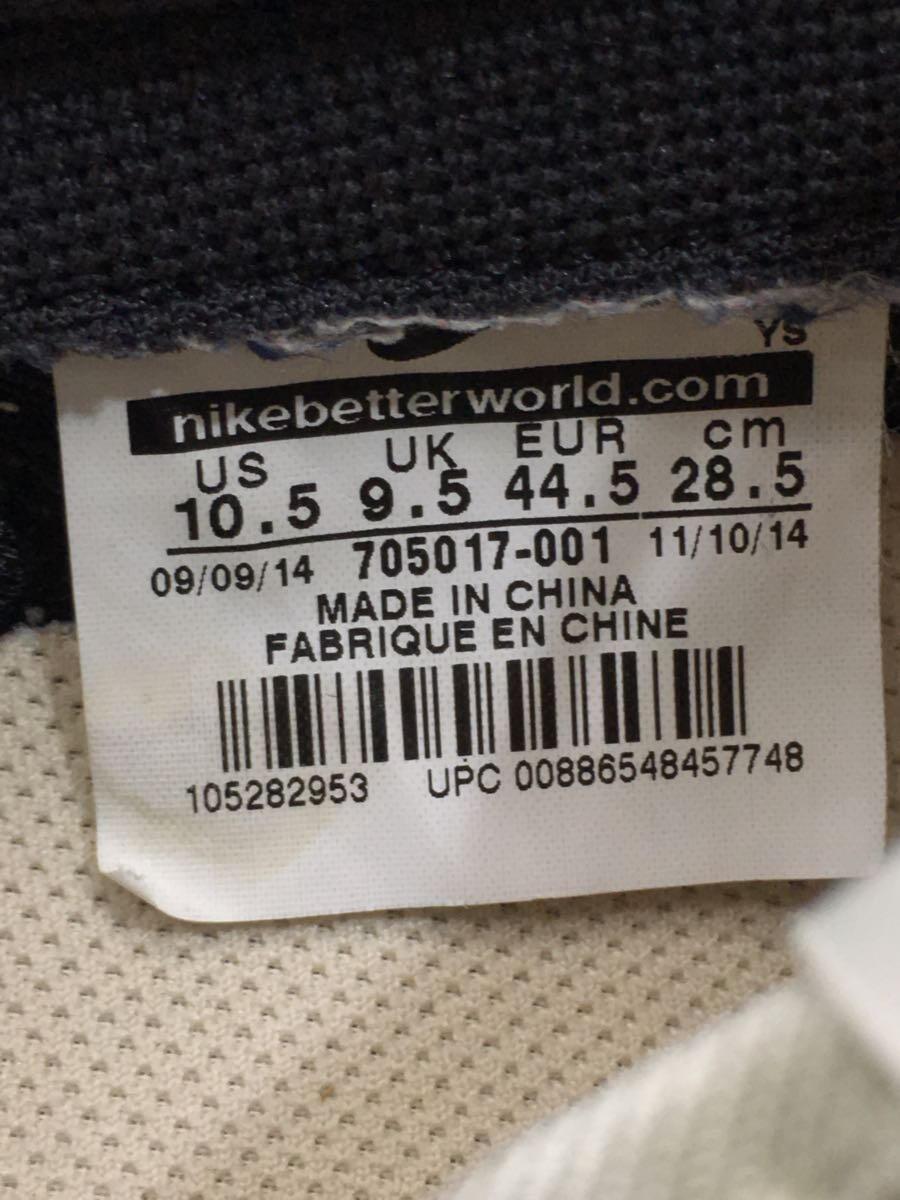 YS
nikebetterworld.com
US UK EUR cm
10.5 9.5 44.5 28.5
09/09/14 705017-001 11/10/14
MADE IN CHINA
FABRIQUE EN CHINE
105282953 UPC 00886548457748